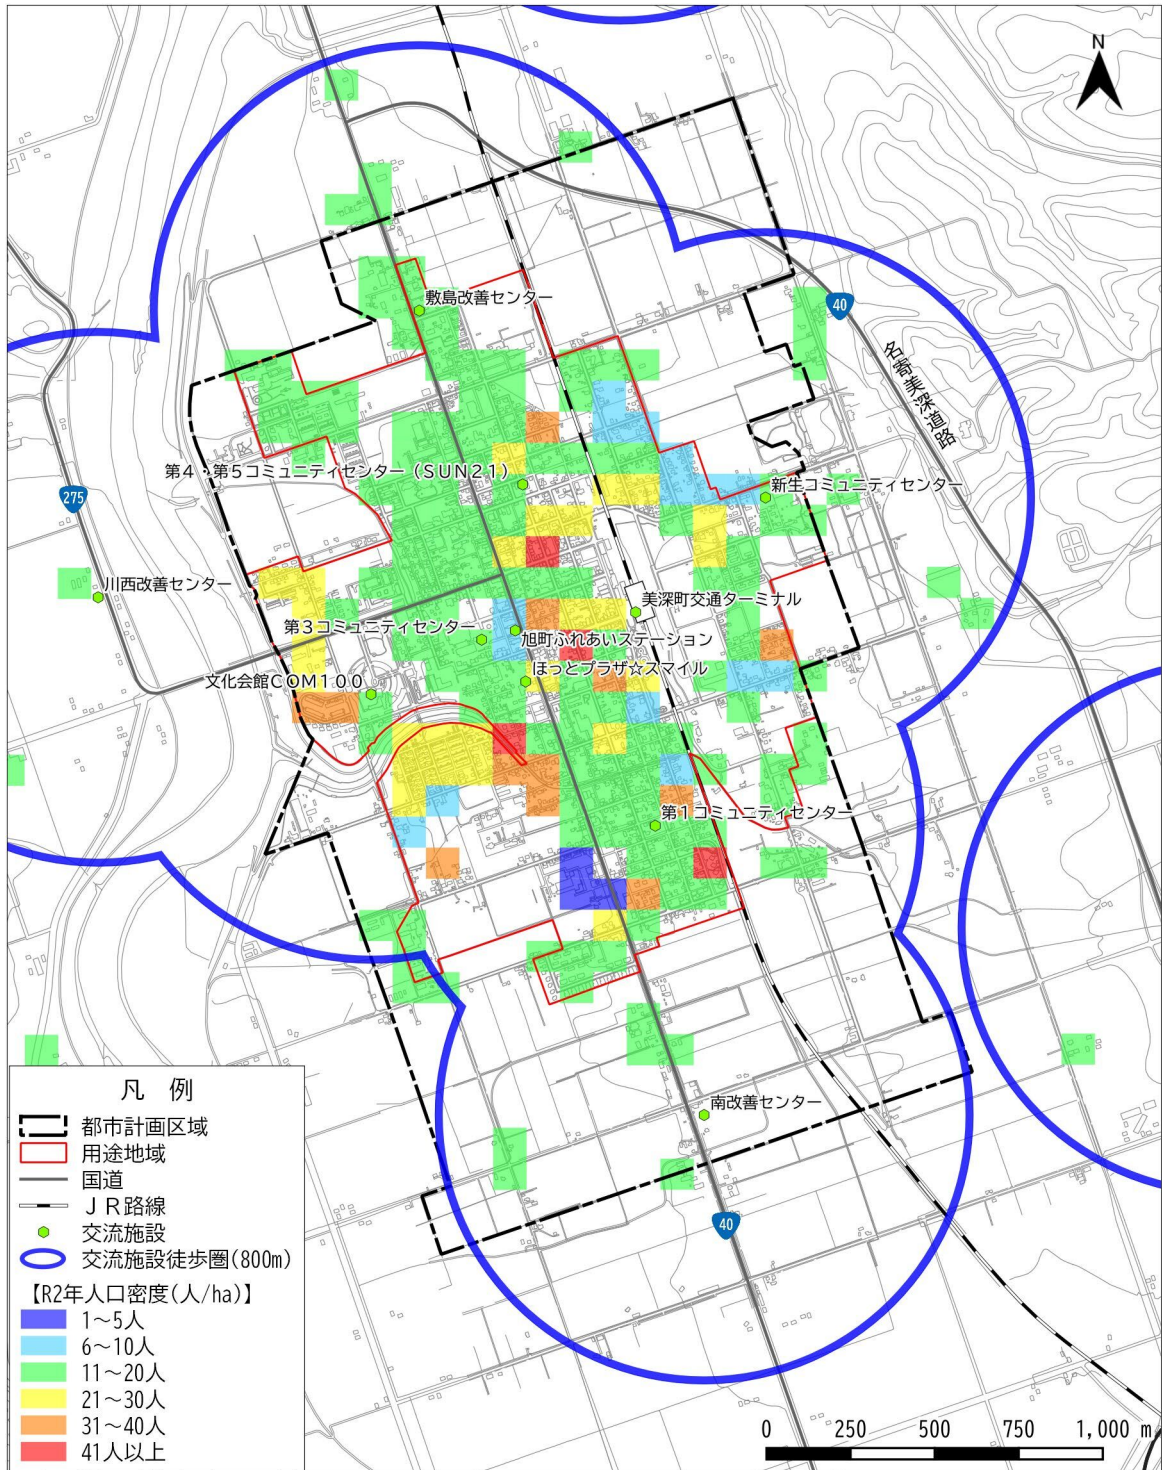 N
40
名寄美深道路
敷島改善センター
第４・第５コミュニティセンター（ＳＵＮ２１）
新生コミュニティセンター
275
川西改善センター
美深町交通ターミナル
第３コミュニティセンター
旭町ふれあいステーション
ほっとプラザ☆スマイル
文化会館ＣＯＭ１００
第１コミュニティセンター
南改善センター
40
凡　例
都市計画区域
用途地域
国道
ＪＲ路線
交流施設
交流施設徒歩圏(800m)
【R2年人口密度(人/ha)】
1～5人
6～10人
11～20人
21～30人
31～40人
41人以上
0 250 500 750 1,000 m